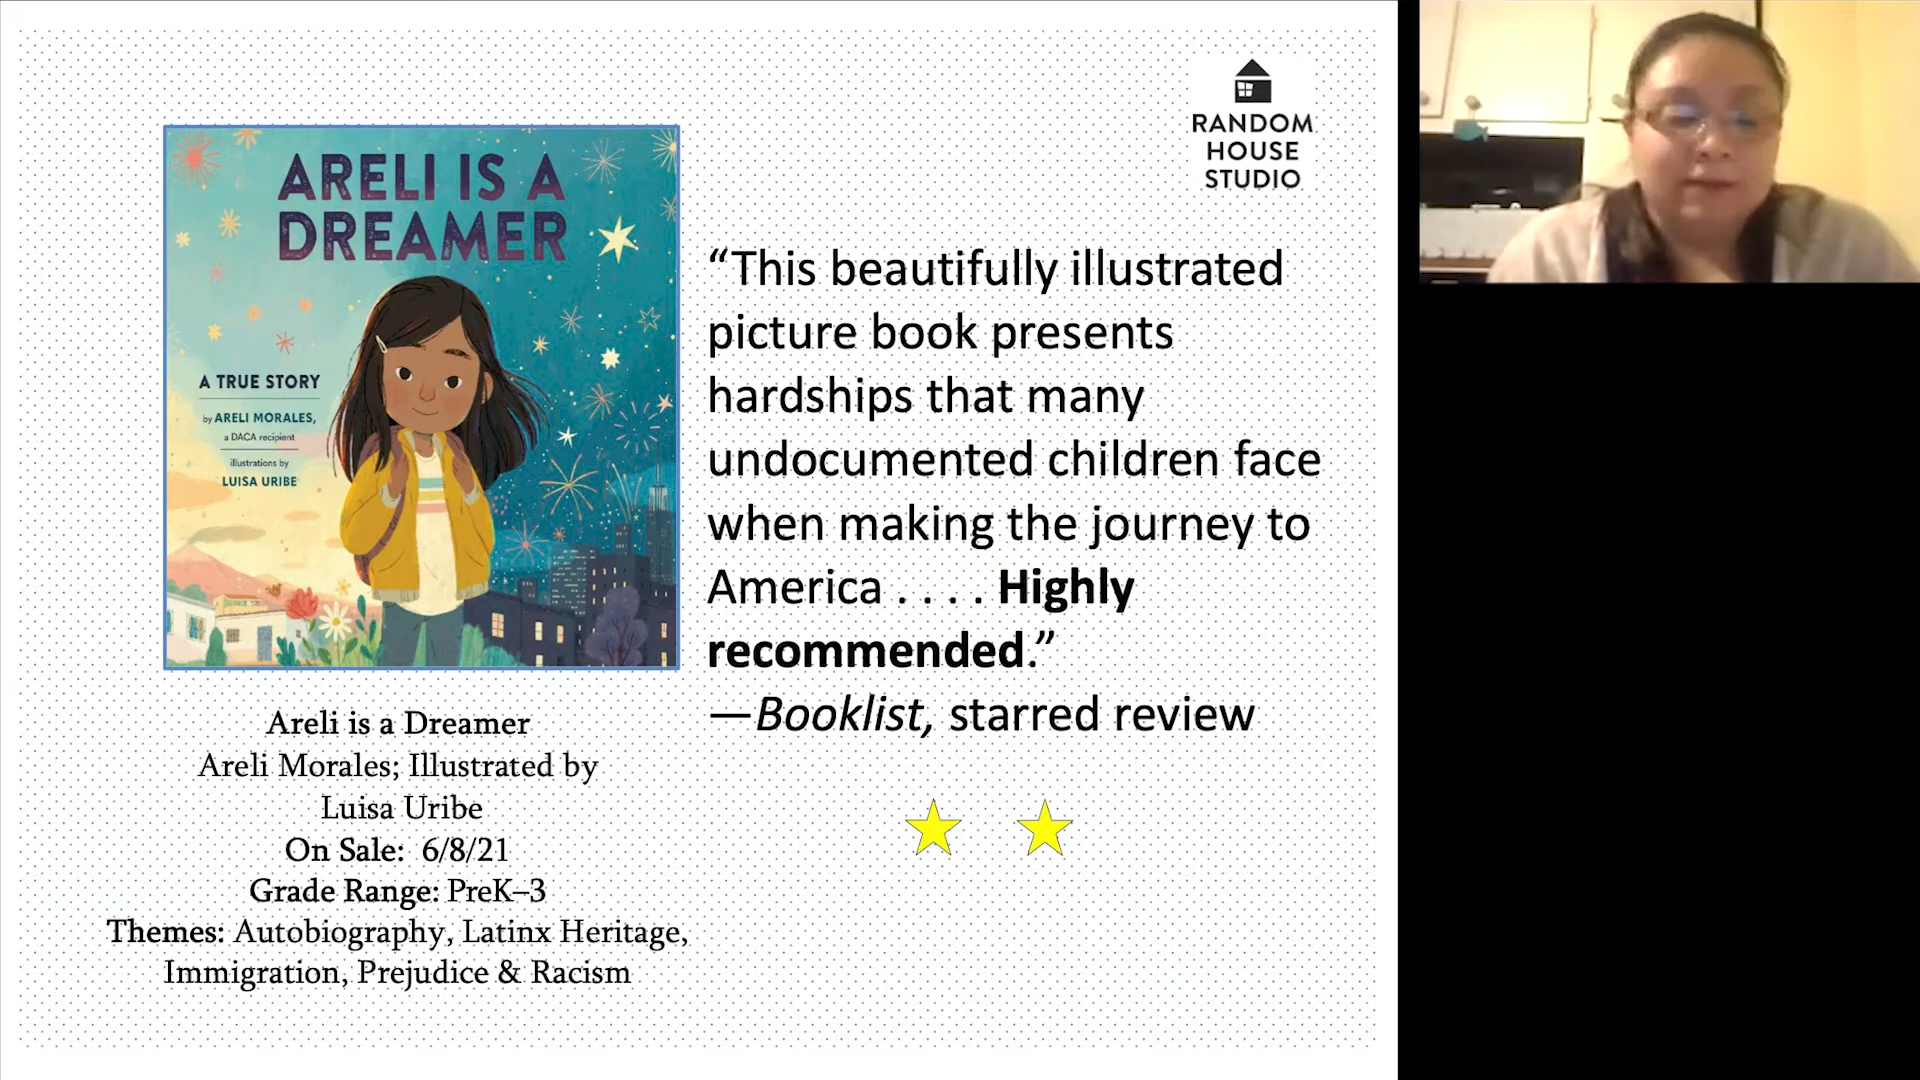 RANDOM
HOUSE
STUDIO
ARELI IS A
DREAMER
A TRUE STORY
by ARELI MORALES,
a DACA recipient
illustrations by
LUISA URIBE
“This beautifully illustrated
picture book presents
hardships that many
undocumented children face
when making the journey to
America . . . . Highly
recommended.”
—Booklist, starred review
Areli is a Dreamer
Areli Morales; Illustrated by
Luisa Uribe
On Sale: 6/8/21
Grade Range: PreK–3
Themes: Autobiography, Latinx Heritage,
Immigration, Prejudice & Racism